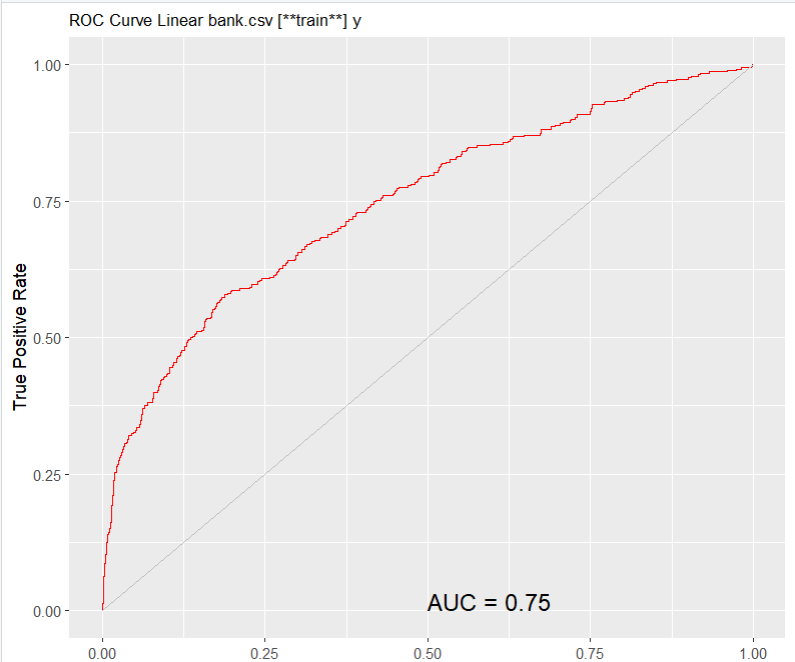 ROC Curve Linear bank.csv [**train**] y
1.00
0.75
0.50
0.25
0.00
True Positive Rate
AUC = 0.75
0.00 0.25 0.50 0.75 1.00